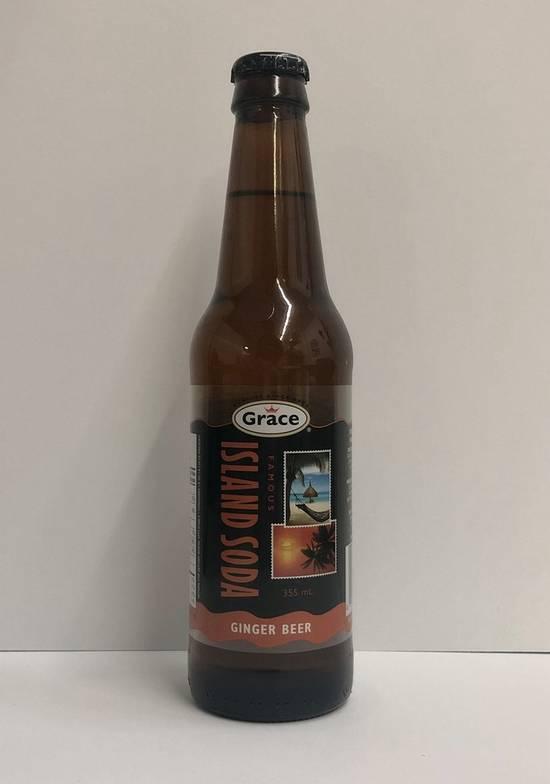 Grace
FAMOUS
ISLAND SODA
355 mL
GINGER BEER